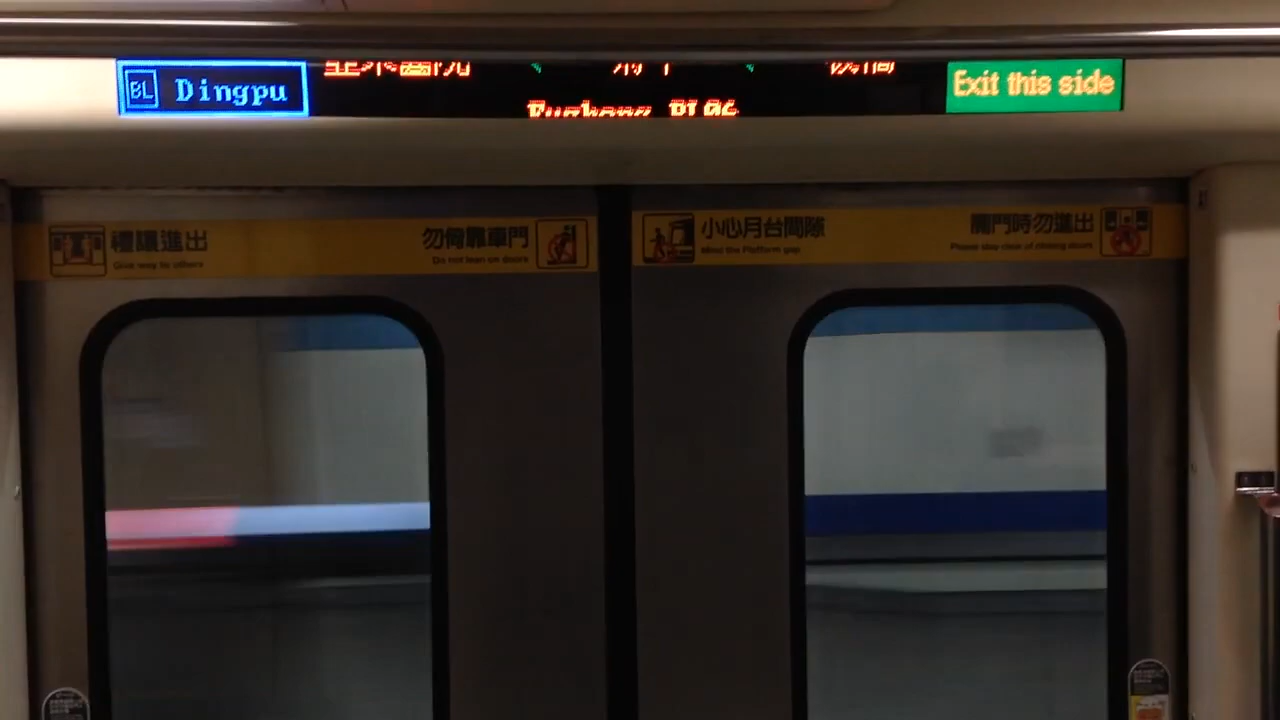 BL Dingpu
Fuzhong BL06
Exit this side
禮讓進出
Give way to others
勿倚靠車門
Do not lean on doors
小心月台間隙
Mind the Platform gap
關門時勿進出
Please stay clear of closing doors